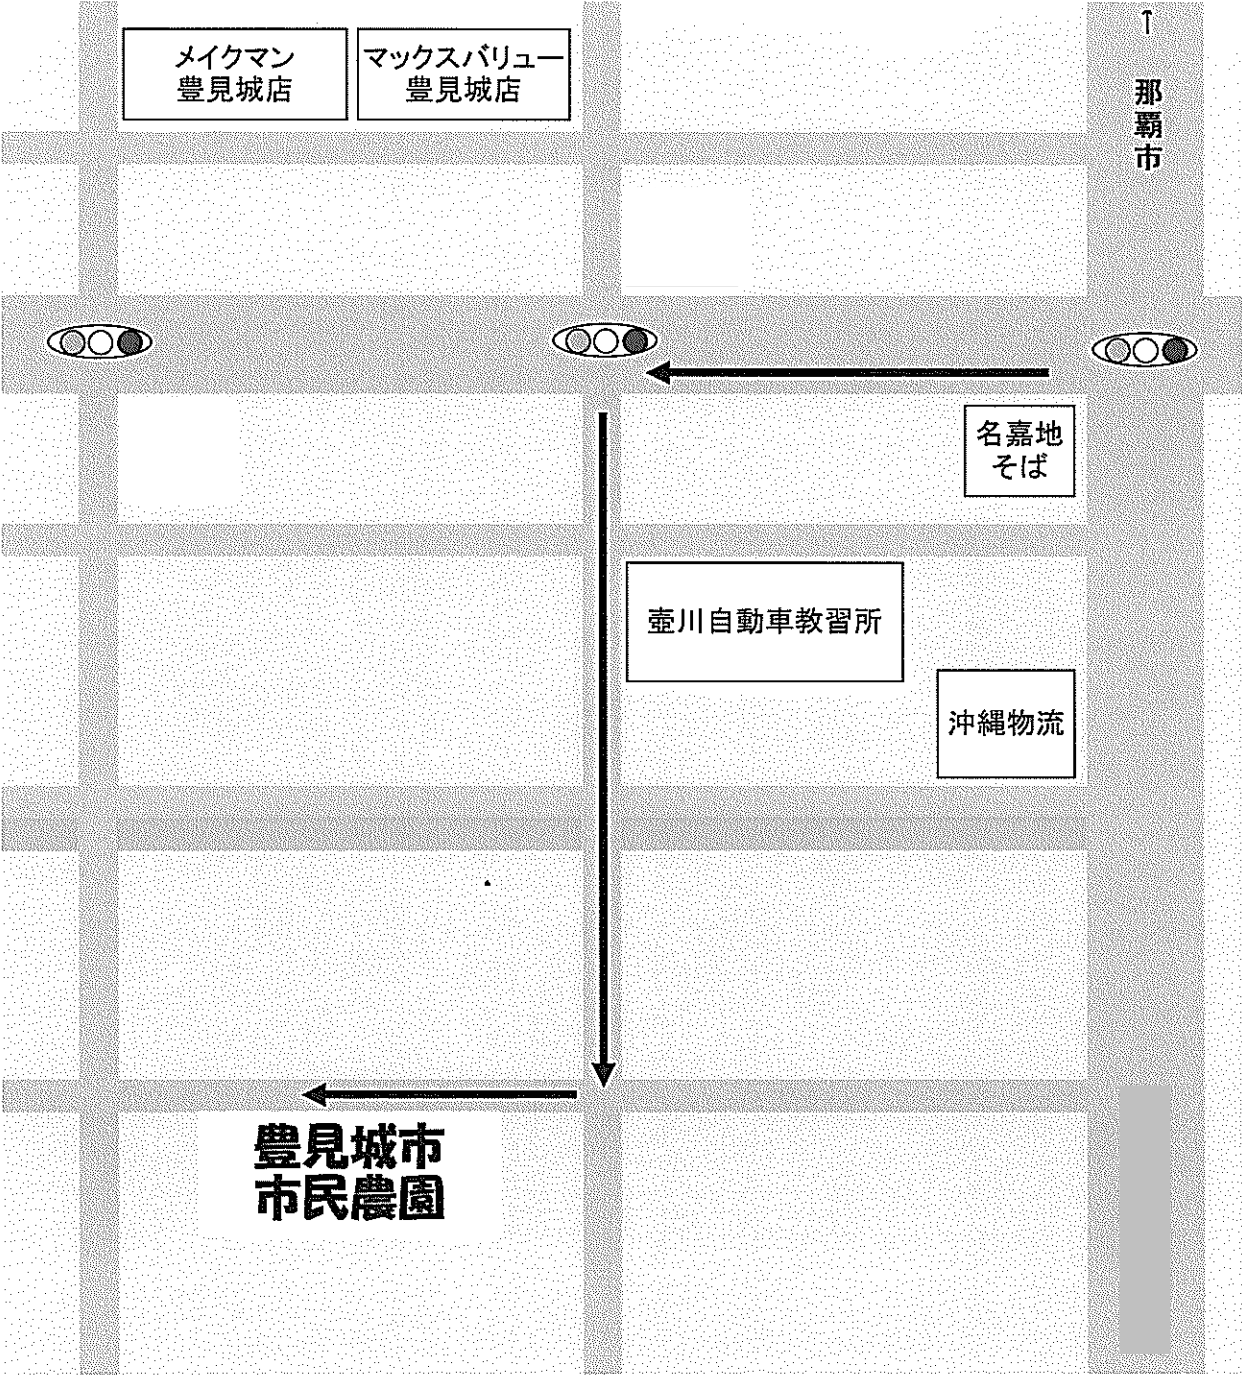 メイクマン
豊見城店
マックスバリュー
豊見城店
↑
那覇市
名嘉地
そば
壺川自動車教習所
沖縄物流
豊見城市
市民農園